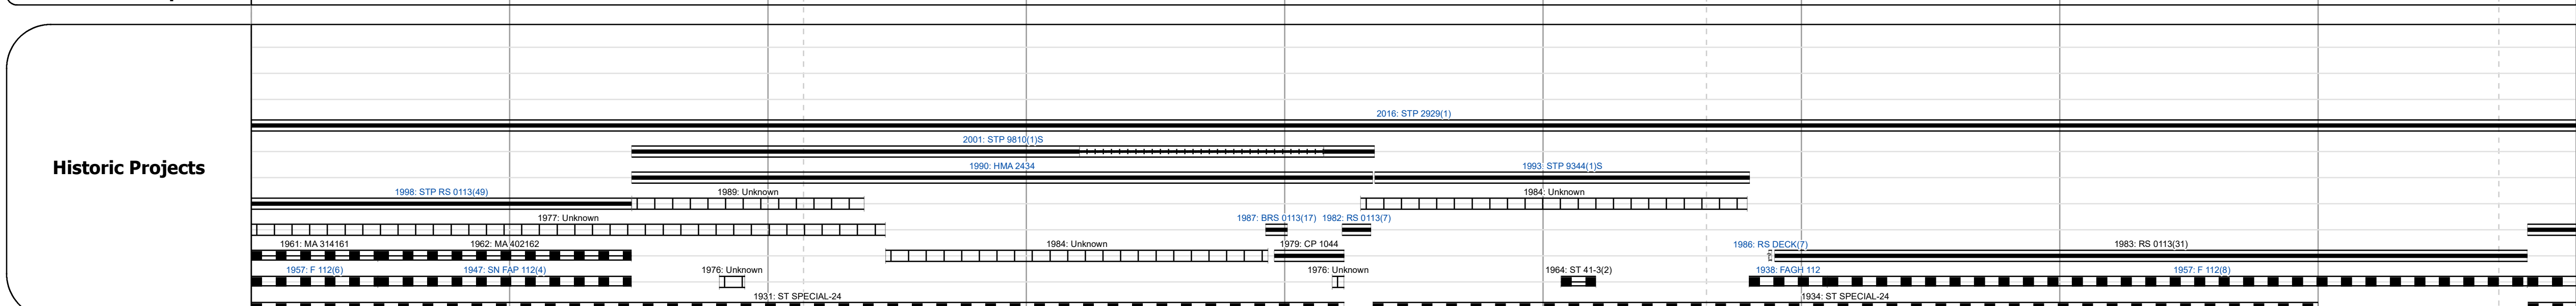 2016: STP 2929(1)
2001: STP 9810(1)S
Historic Projects
1990: HMA 2434 1993: STP 9344(1)S
1998: STP RS 0113(49) 1989: Unknown 1984: Unknown
1977: Unknown 1987: BRS 0113(17) 1982: RS 0113(7)
1961: MA 314161 1962: MA 402162 1984: Unknown 1979: CP 1044 1986: RS DECK(7) 1983: RS 0113(31)
1957: F 112(6) 1947: SN FAP 112(4) 1976: Unknown 1976: Unknown 1964: ST 41-3(2) 1938: FAGH 112 1957: F 112(8)
1931: ST SPECIAL-24 1934: ST SPECIAL-24